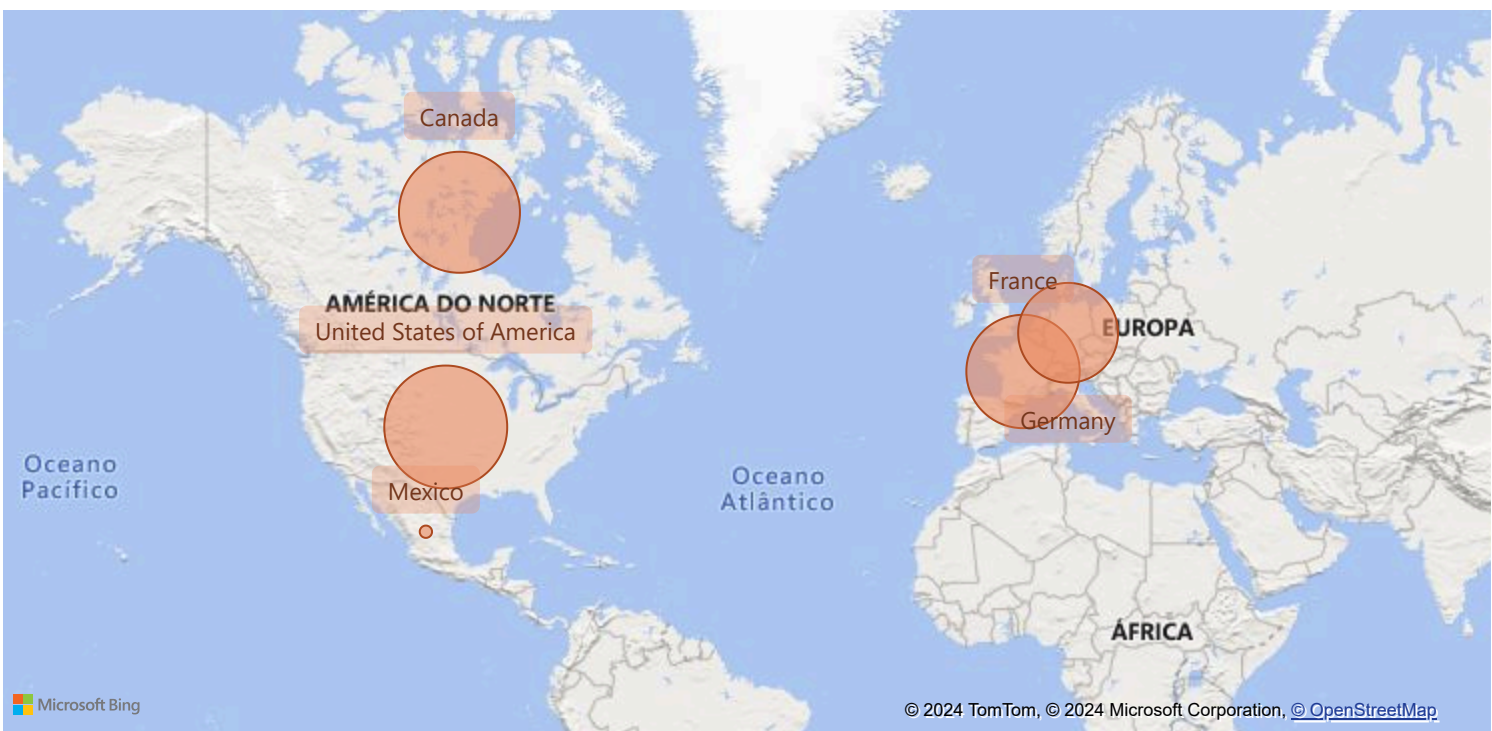 Canada
AMÉRICA DO NORTE
United States of America
France
EUROPA
Germany
Oceano
Pacífico
Mexico
Oceano
Atlântico
ÁFRICA
Microsoft Bing
© 2024 TomTom, © 2024 Microsoft Corporation, © OpenStreetMap